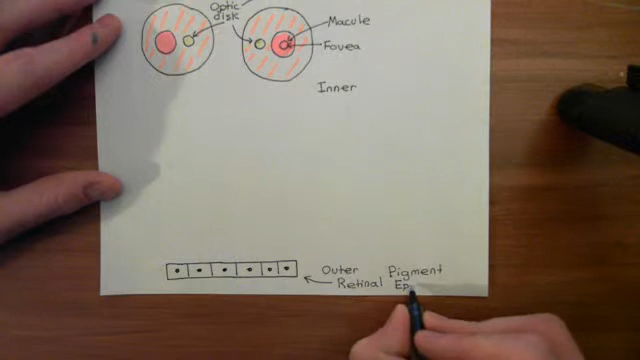 Optic
disk
Macule
Fovea
Inner
Outer Pigment
Retinal Ep